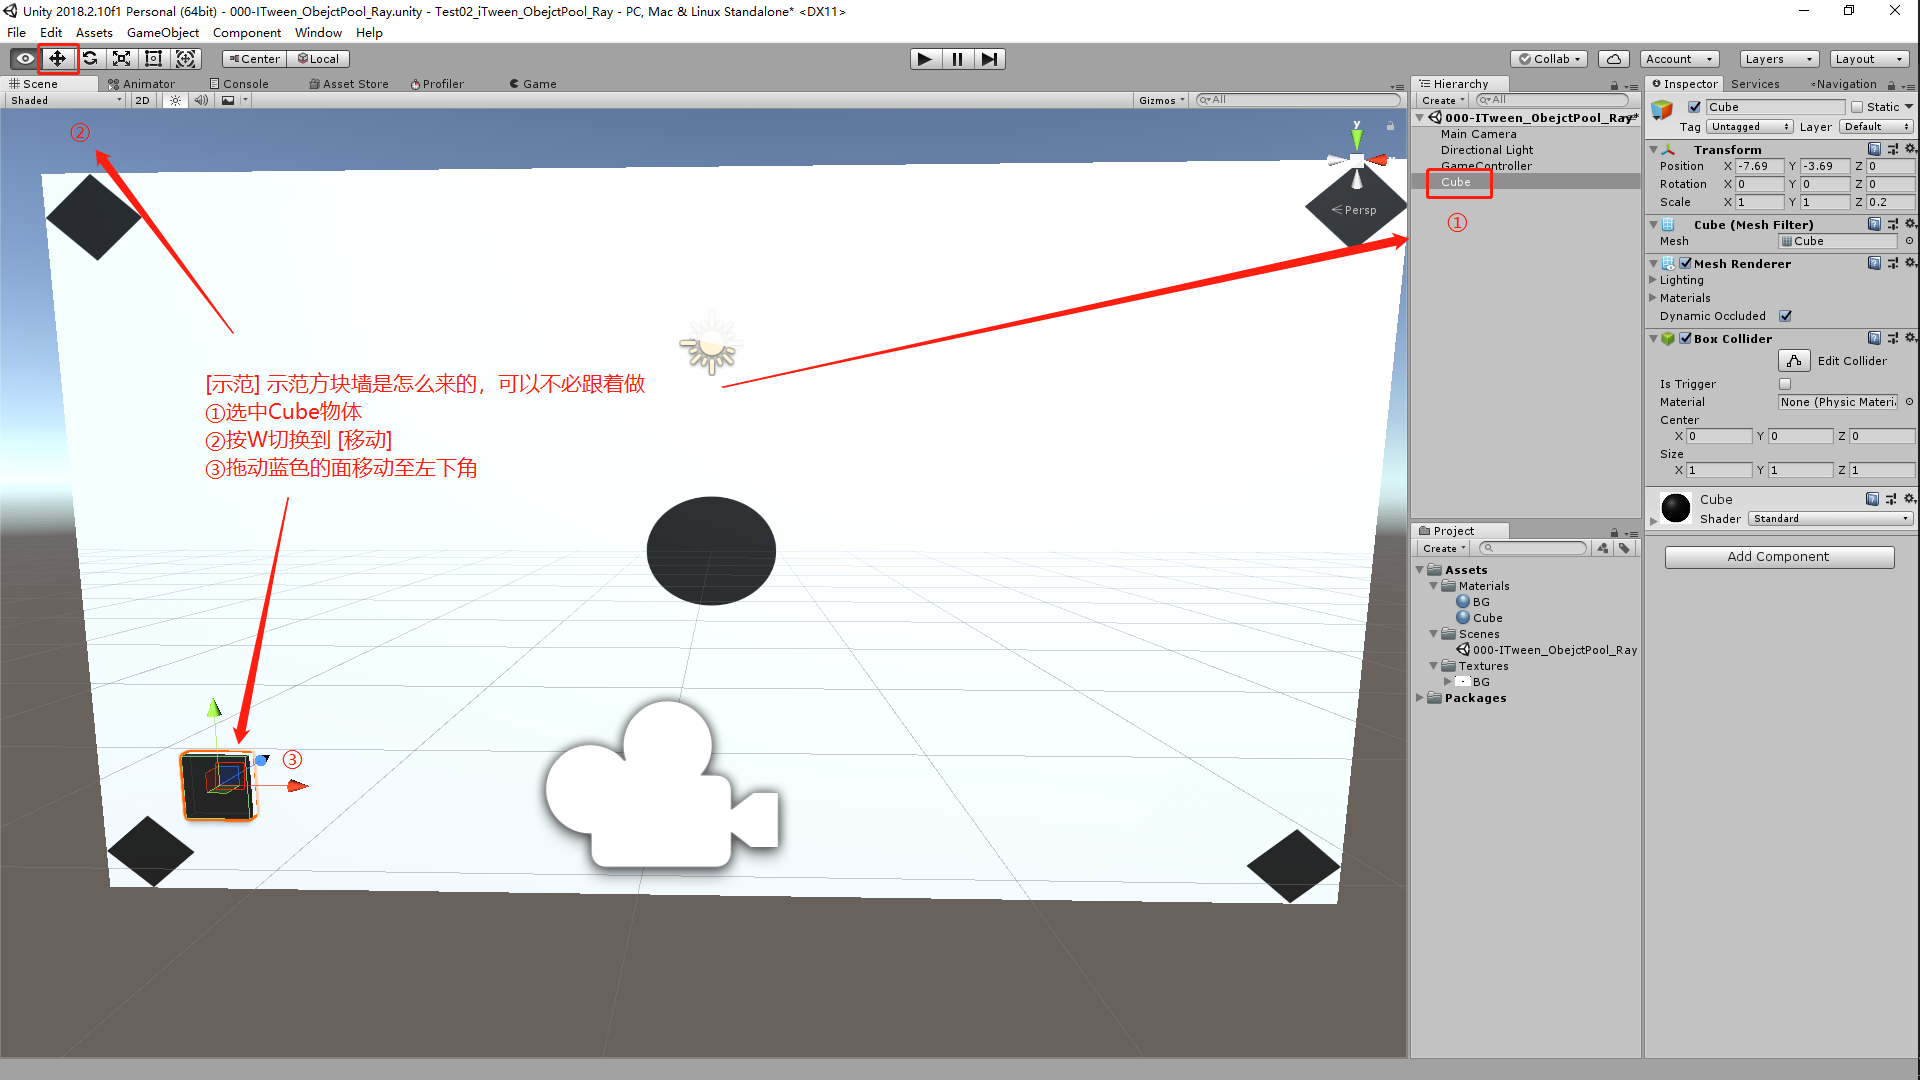 Unity 2018.2.10f1 Personal (64bit) - 000-ITween_ObejctPool_Ray.unity - Test02_iTween_ObejctPool_Ray - PC, Mac & Linux Standalone* <DX11>
File Edit Assets GameObject Component Window Help
Center Local Collab Account Layers Layout
Scene Animator Console Asset Store Profiler Game
Shaded 2D Gizmos All
②
y
Persp
[示范] 示范方块墙是怎么来的，可以不必跟着做
①选中Cube物体
②按W切换到 [移动]
③拖动蓝色的面移动至左下角
③
Hierarchy
Create All
000-ITween_ObejctPool_Ray*
Main Camera
Directional Light
GameController
Cube
①
Project
Create
Assets
Materials
BG
Cube
Scenes
000-ITween_ObejctPool_Ray
Textures
BG
Packages
Inspector Services Navigation
Cube Static
Tag Untagged Layer Default
Transform
Position X -7.69 Y -3.69 Z 0
Rotation X 0 Y 0 Z 0
Scale X 1 Y 1 Z 0.2
Cube (Mesh Filter)
Mesh Cube
Mesh Renderer
Lighting
Materials
Dynamic Occluded
Box Collider
Edit Collider
Is Trigger
Material None (Physic Materi
Center
X 0 Y 0 Z 0
Size
X 1 Y 1 Z 1
Cube
Shader Standard
Add Component